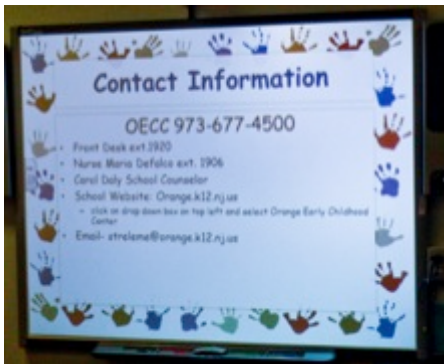 Contact Information
OECC 973-677-4500
• Front Desk ext.1920
• Nurse Maria Defalco ext. 1906
• Carol Daly School Counselor
• School Website: Orange.k12.nj.us
• click on drop down box on top left and select Orange Early Childhood
Center
• Email- streleme@orange.k12.nj.us